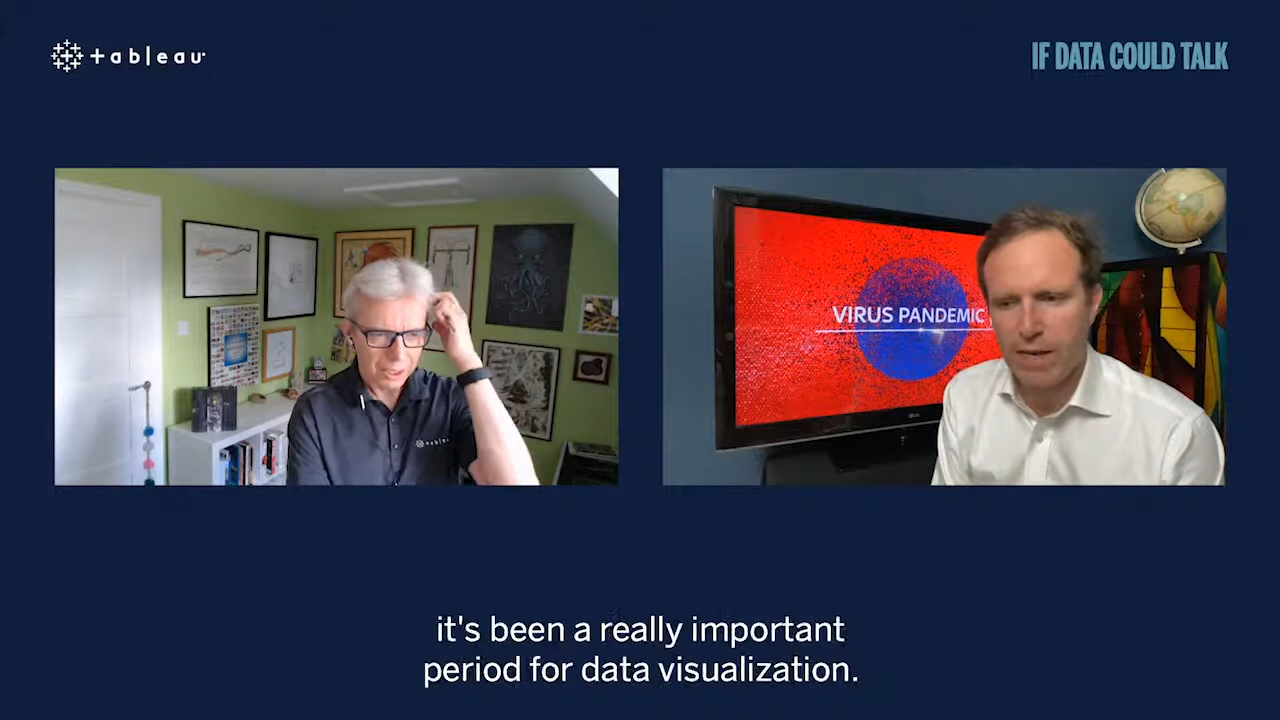 tableau
IF DATA COULD TALK
VIRUS PANDEMIC
it's been a really important
period for data visualization.